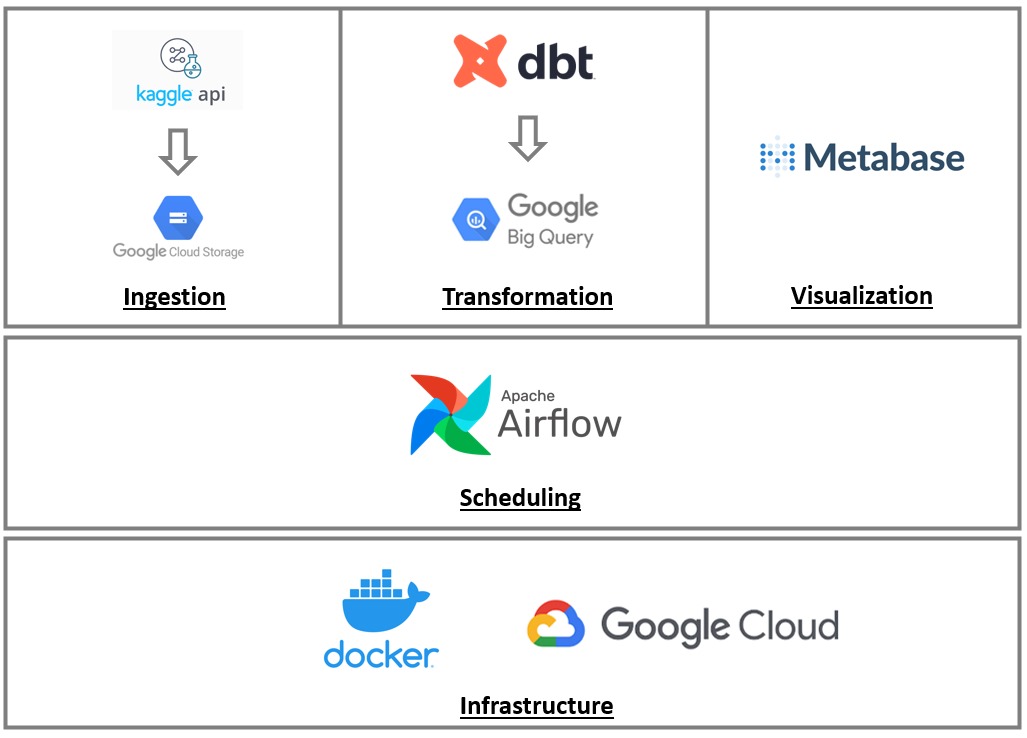 kaggle api
Google Cloud Storage
Ingestion
dbt
Google
Big Query
Transformation
Metabase
Visualization
Apache
Airflow
Scheduling
docker
Google Cloud
Infrastructure